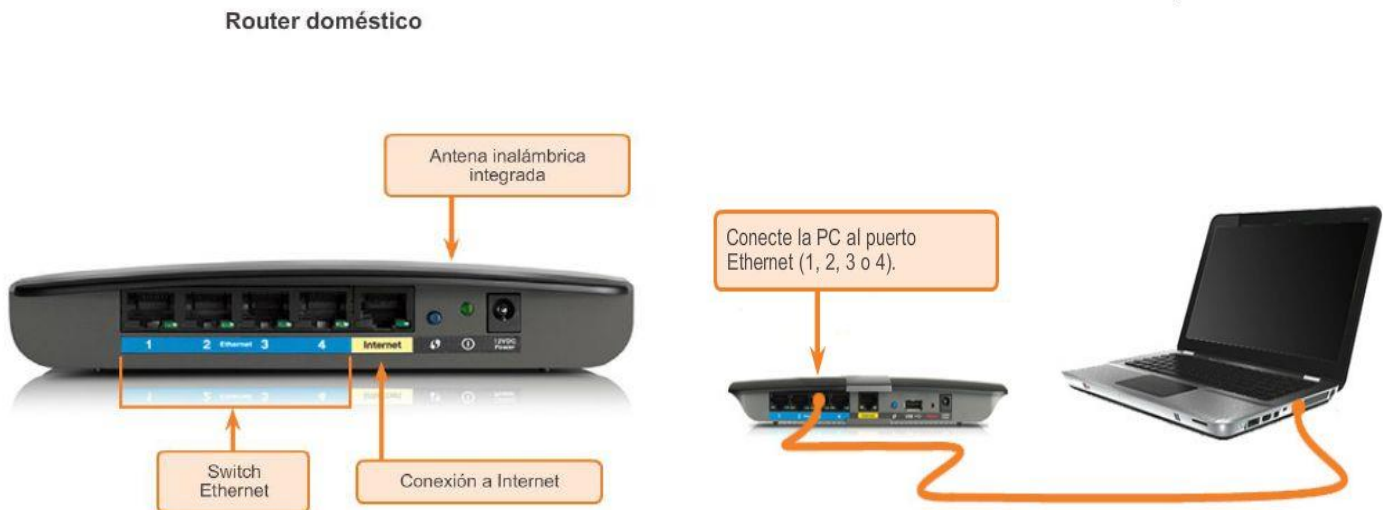 Router doméstico
Antena inalámbrica
integrada
Conecte la PC al puerto
Ethernet (1, 2, 3 o 4).
1 2 Ethernet 3 4 Internet 12VDC
Power
Switch
Ethernet
Conexión a Internet